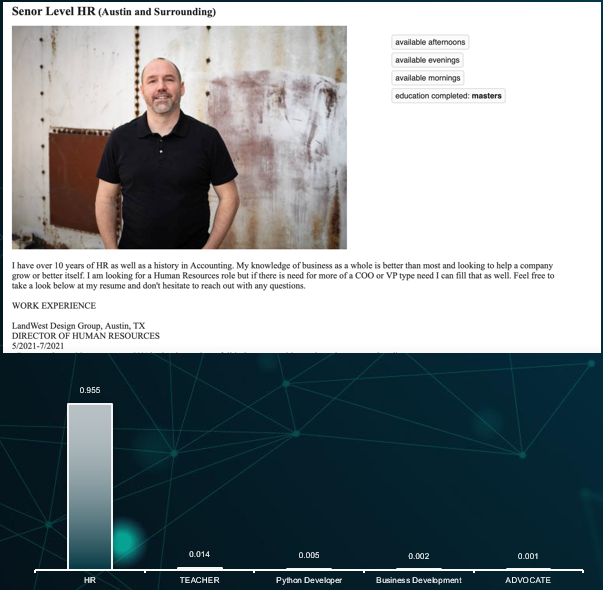 Senor Level HR (Austin and Surrounding)
available afternoons
available evenings
available mornings
education completed: masters
I have over 10 years of HR as well as a history in Accounting. My knowledge of business as a whole is better than most and looking to help a company
grow or better itself. I am looking for a Human Resources role but if there is need for more of a COO or VP type need I can fill that as well. Feel free to
take a look below at my resume and don't hesitate to reach out with any questions.
WORK EXPERIENCE
LandWest Design Group, Austin, TX
DIRECTOR OF HUMAN RESOURCES
5/2021-7/2021
0.955
0.014
0.005
0.002
0.001
HR
TEACHER
Python Developer
Business Development
ADVOCATE